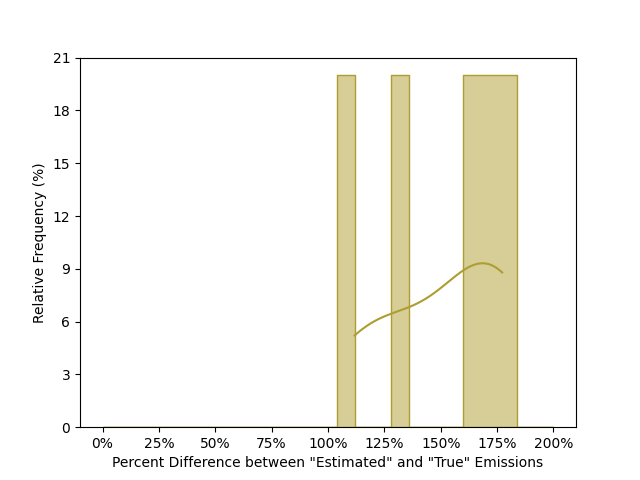 21
18
15
12
9
6
3
0
Relative Frequency (%)
0% 25% 50% 75% 100% 125% 150% 175% 200%
Percent Difference between "Estimated" and "True" Emissions